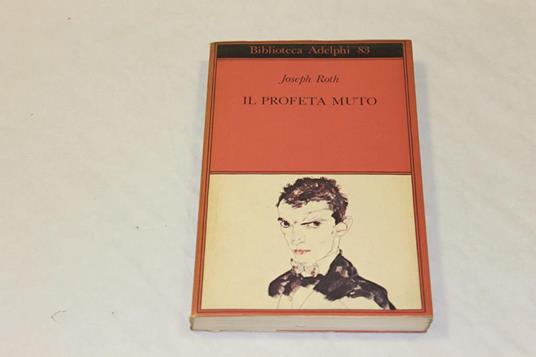 Biblioteca Adelphi 83
Joseph Roth
IL PROFETA MUTO